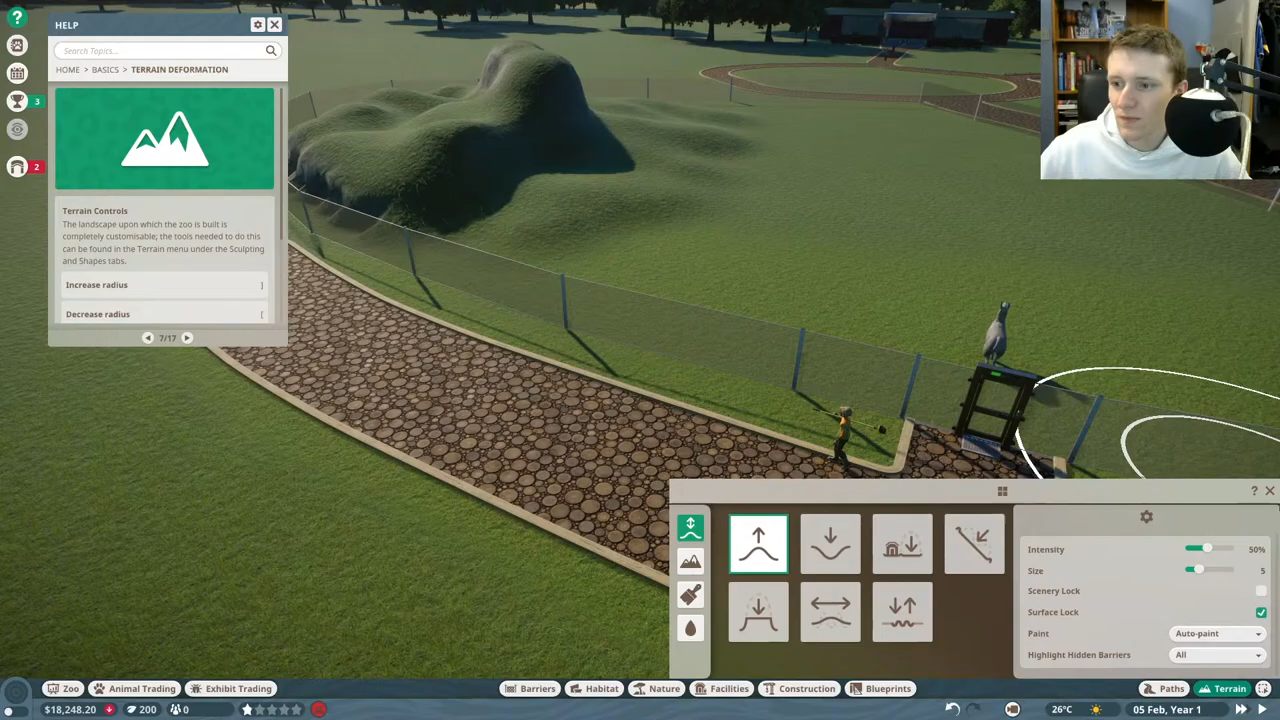 HELP
Search Topics...
HOME > BASICS > TERRAIN DEFORMATION
3
2
Terrain Controls
The landscape upon which the zoo is built is
completely customisable; the tools needed to do this
can be found in the Terrain menu under the Sculpting
and Shapes tabs.
Increase radius ]
Decrease radius [
7/17
?
Intensity 50%
Size 5
Scenery Lock
Surface Lock
Paint Auto-paint
Highlight Hidden Barriers All
Zoo Animal Trading Exhibit Trading Barriers Habitat Nature Facilities Construction Blueprints Paths Terrain
$18,248.20 200 0 26°C 05 Feb, Year 1